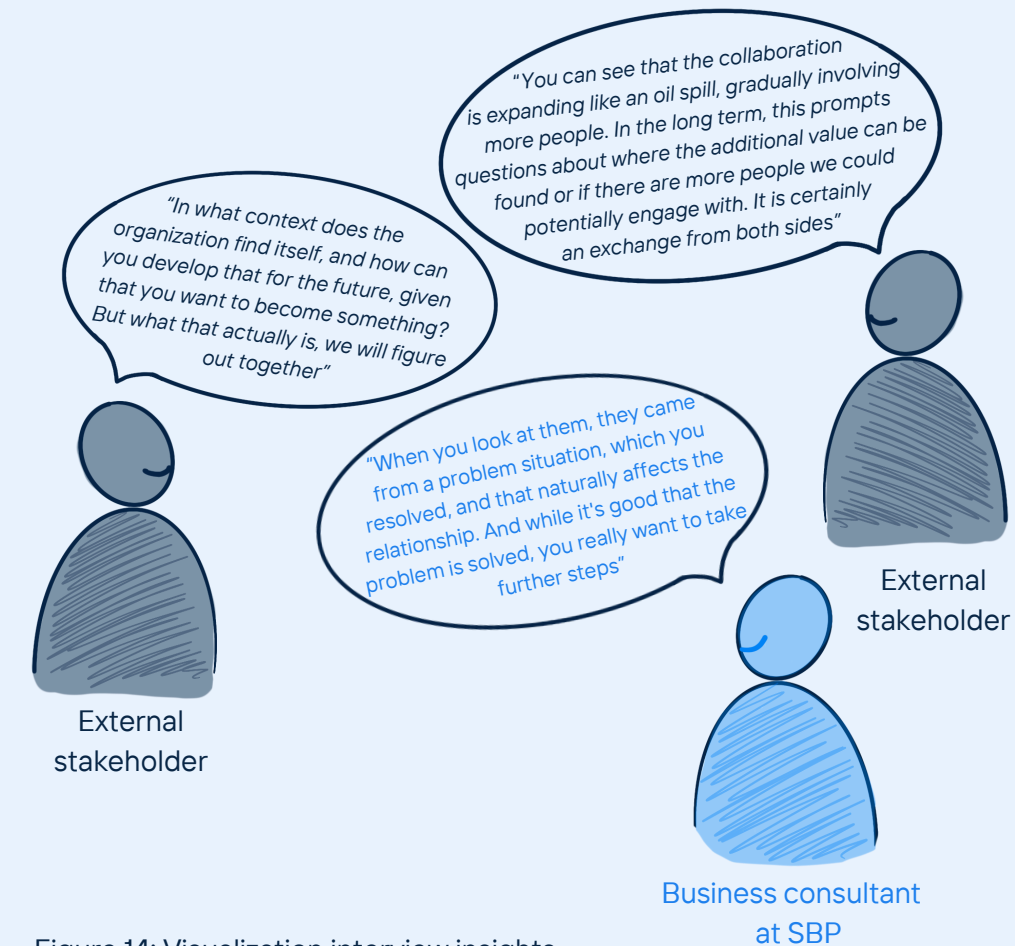 “You can see that the collaboration
is expanding like an oil spill, gradually involving
more people. In the long term, this prompts
questions about where the additional value can be
found or if there are more people we could
potentially engage with. It is certainly
an exchange from both sides”
“In what context does the
organization find itself, and how can
you develop that for the future, given
that you want to become something?
But what that actually is, we will figure
out together”
“When you look at them, they came
from a problem situation, which you
resolved, and that naturally affects the
relationship. And while it's good that the
problem is solved, you really want to take
further steps”
External
stakeholder
External
stakeholder
Business consultant
at SBP
Figure 14: Visualization interview insights